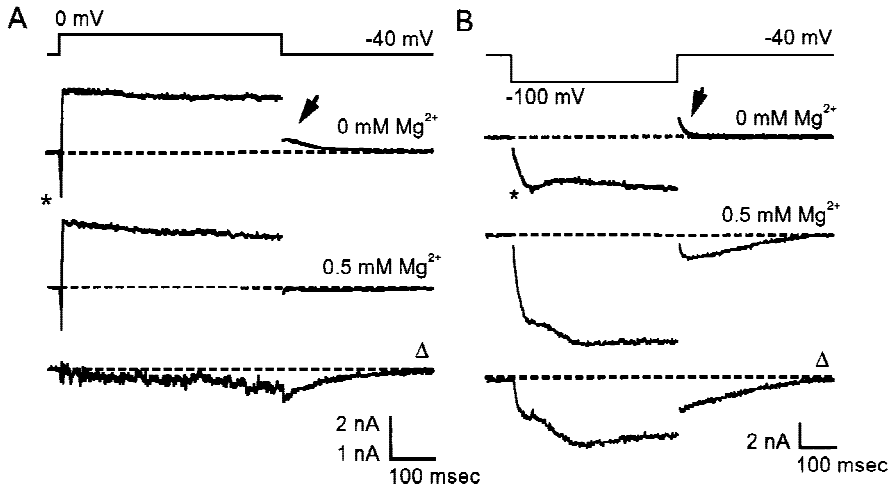 A
0 mV
-40 mV
0 mM Mg²⁺
*
0.5 mM Mg²⁺
Δ
2 nA
1 nA
100 msec
B
-40 mV
-100 mV
0 mM Mg²⁺
*
0.5 mM Mg²⁺
Δ
2 nA
100 msec